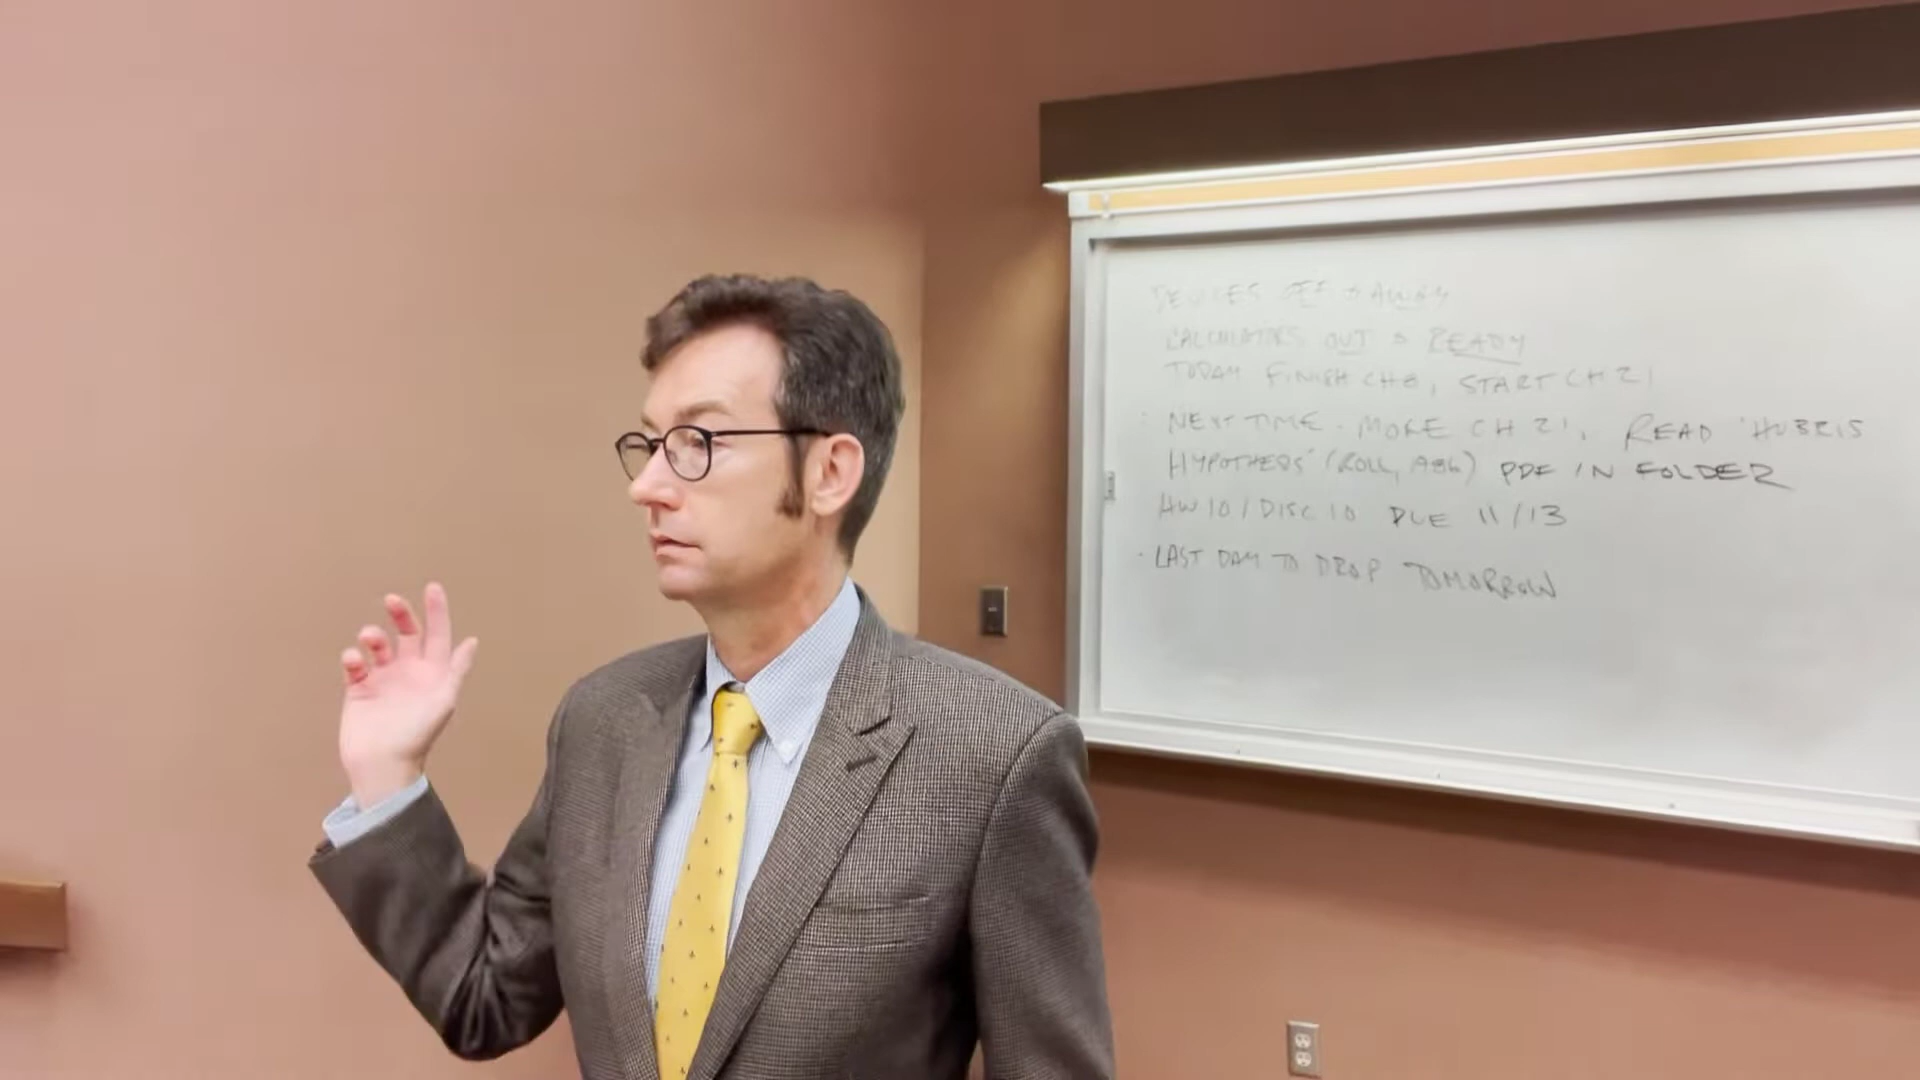 DEVICES OFF & AWAY
CALCULATORS OUT & READY
TODAY FINISH CH 8, START CH 21
· NEXT TIME - MORE CH 21, READ 'HUBRIS
HYPOTHESIS' (ROLL, ) PDF IN FOLDER
HW 10 / DISC 10 DUE 11/13
· LAST DAY TO DROP TOMORROW